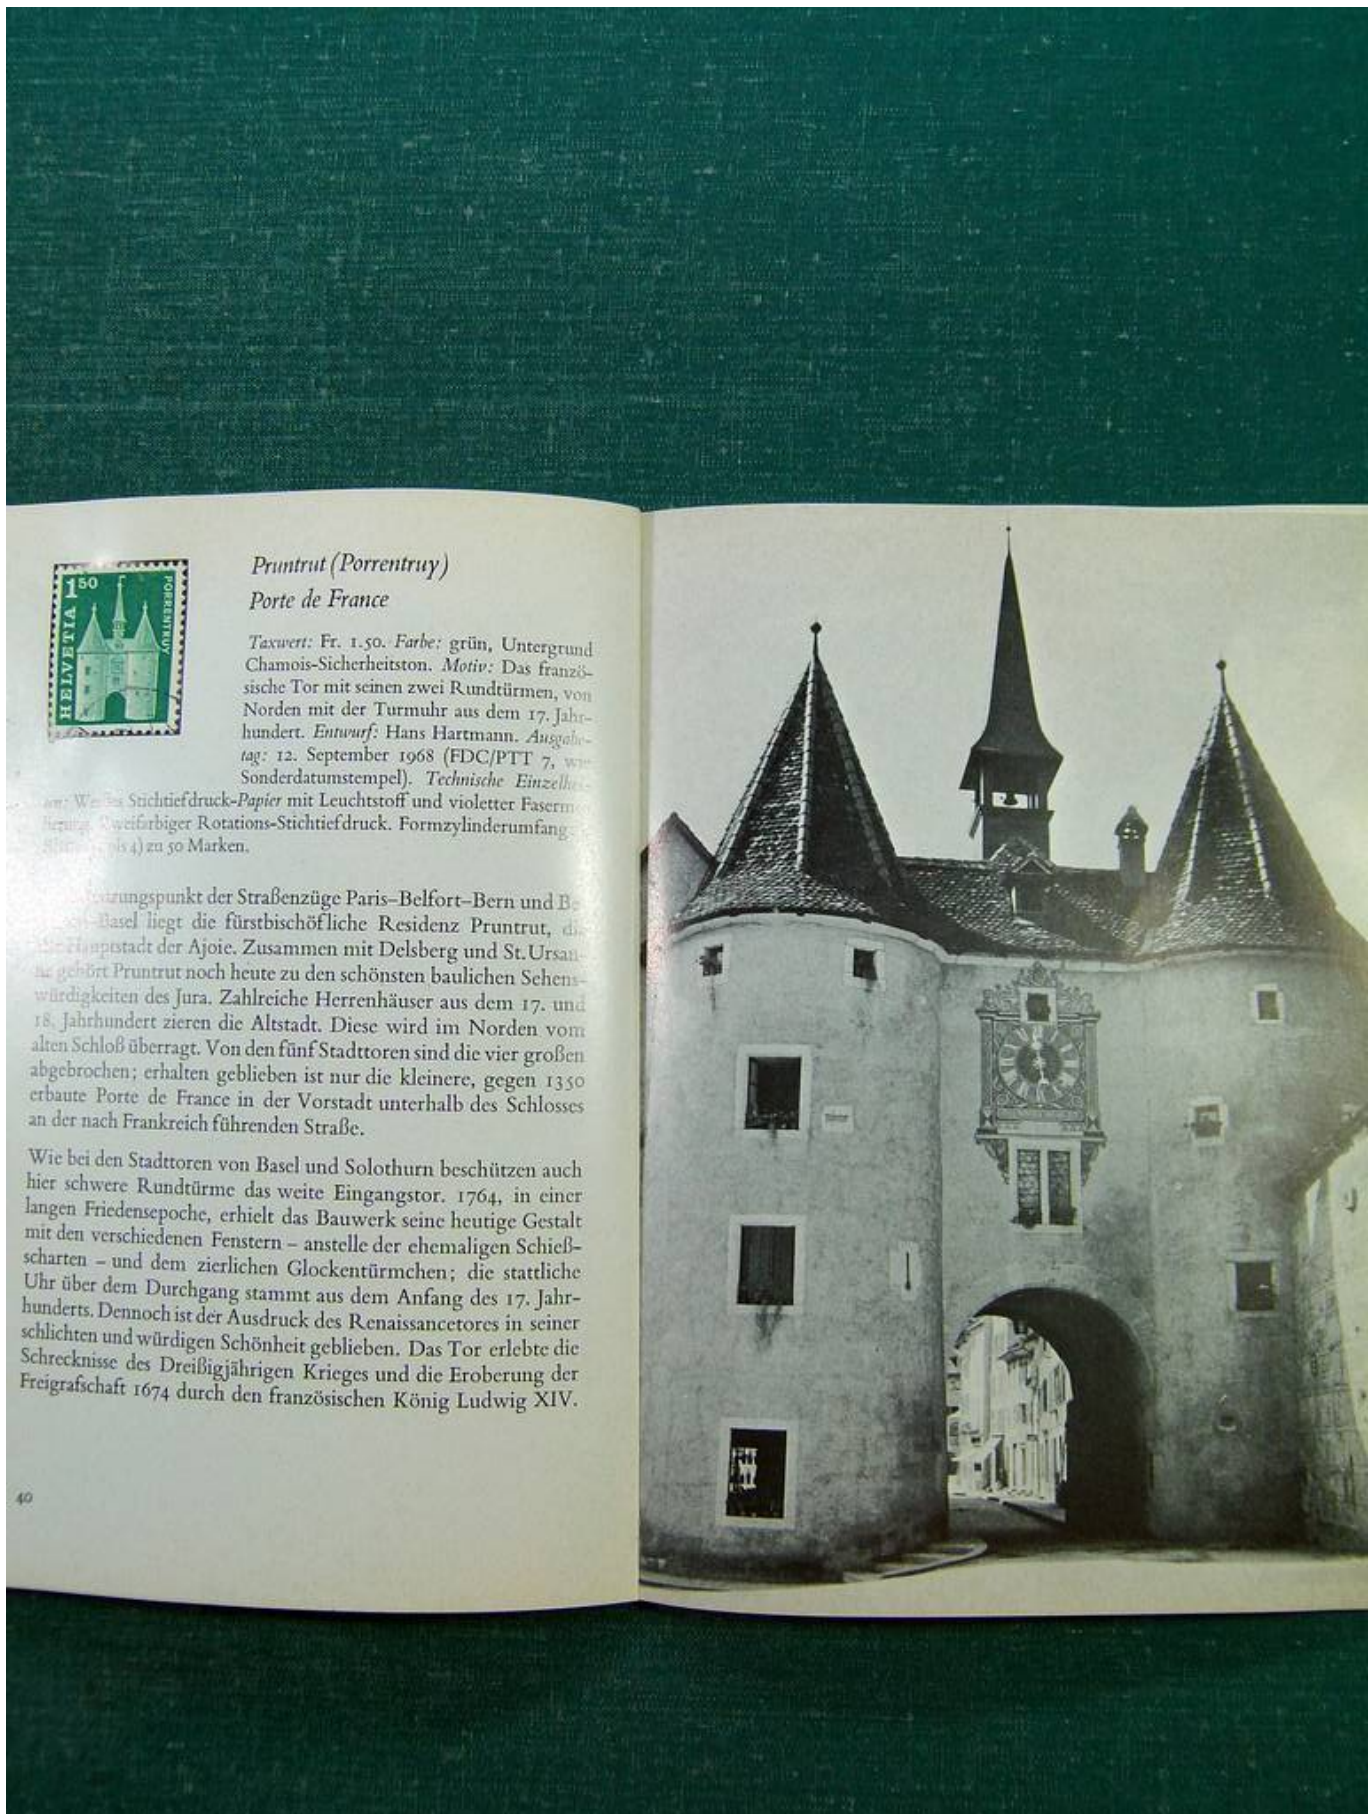 1 50
HELVETIA
PORRENTRUY
Pruntrut (Porrentruy)
Porte de France
Taxwert: Fr. 1.50. Farbe: grün, Untergrund
Chamois-Sicherheitston. Motiv: Das franzö-
sische Tor mit seinen zwei Rundtürmen, von
Norden mit der Turmuhr aus dem 17. Jahr-
hundert. Entwurf: Hans Hartmann. Ausgabe-
tag: 12. September 1968 (FDC/PTT 7,
Sonderdatumstempel). Technische
Stichtiefdruck-Papier mit Leuchtstoff und violetter
Zweifarbiger Rotations-Stichtiefdruck. Formzylinderumfang
4) zu 50 Marken.
der Straßenzüge Paris–Belfort–Bern und
Basel liegt die fürstbischöfliche Residenz Pruntrut,
Hauptstadt der Ajoie. Zusammen mit Delsberg und St. Ursan-
ne gehört Pruntrut noch heute zu den schönsten baulichen Sehens-
würdigkeiten des Jura. Zahlreiche Herrenhäuser aus dem 17. und
18. Jahrhundert zieren die Altstadt. Diese wird im Norden vom
alten Schloß überragt. Von den fünf Stadttoren sind die vier großen
abgebrochen; erhalten geblieben ist nur die kleinere, gegen 1350
erbaute Porte de France in der Vorstadt unterhalb des Schlosses
an der nach Frankreich führenden Straße.
Wie bei den Stadttoren von Basel und Solothurn beschützen auch
hier schwere Rundtürme das weite Eingangstor. 1764, in einer
langen Friedensepoche, erhielt das Bauwerk seine heutige Gestalt
mit den verschiedenen Fenstern – anstelle der ehemaligen Schieß-
scharten – und dem zierlichen Glockentürmchen; die stattliche
Uhr über dem Durchgang stammt aus dem Anfang des 17. Jahr-
hunderts. Dennoch ist der Ausdruck des Renaissancetores in seiner
schlichten und würdigen Schönheit geblieben. Das Tor erlebte die
Schrecknisse des Dreißigjährigen Krieges und die Eroberung der
Freigrafschaft 1674 durch den französischen König Ludwig XIV.
40